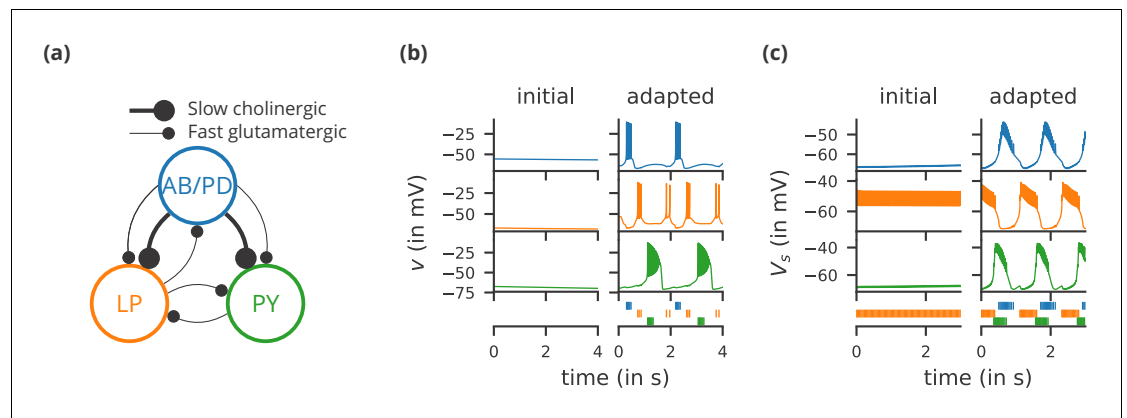 (a)
Slow cholinergic
Fast glutamatergic
AB/PD
LP
PY
(b)
initial
adapted
v (in mV)
−25
−50
−25
−50
−25
−50
−75
0
2
4
0
2
4
time (in s)
(c)
initial
adapted
Vs (in mV)
−50
−60
−40
−60
−40
−60
0
2
0
2
time (in s)